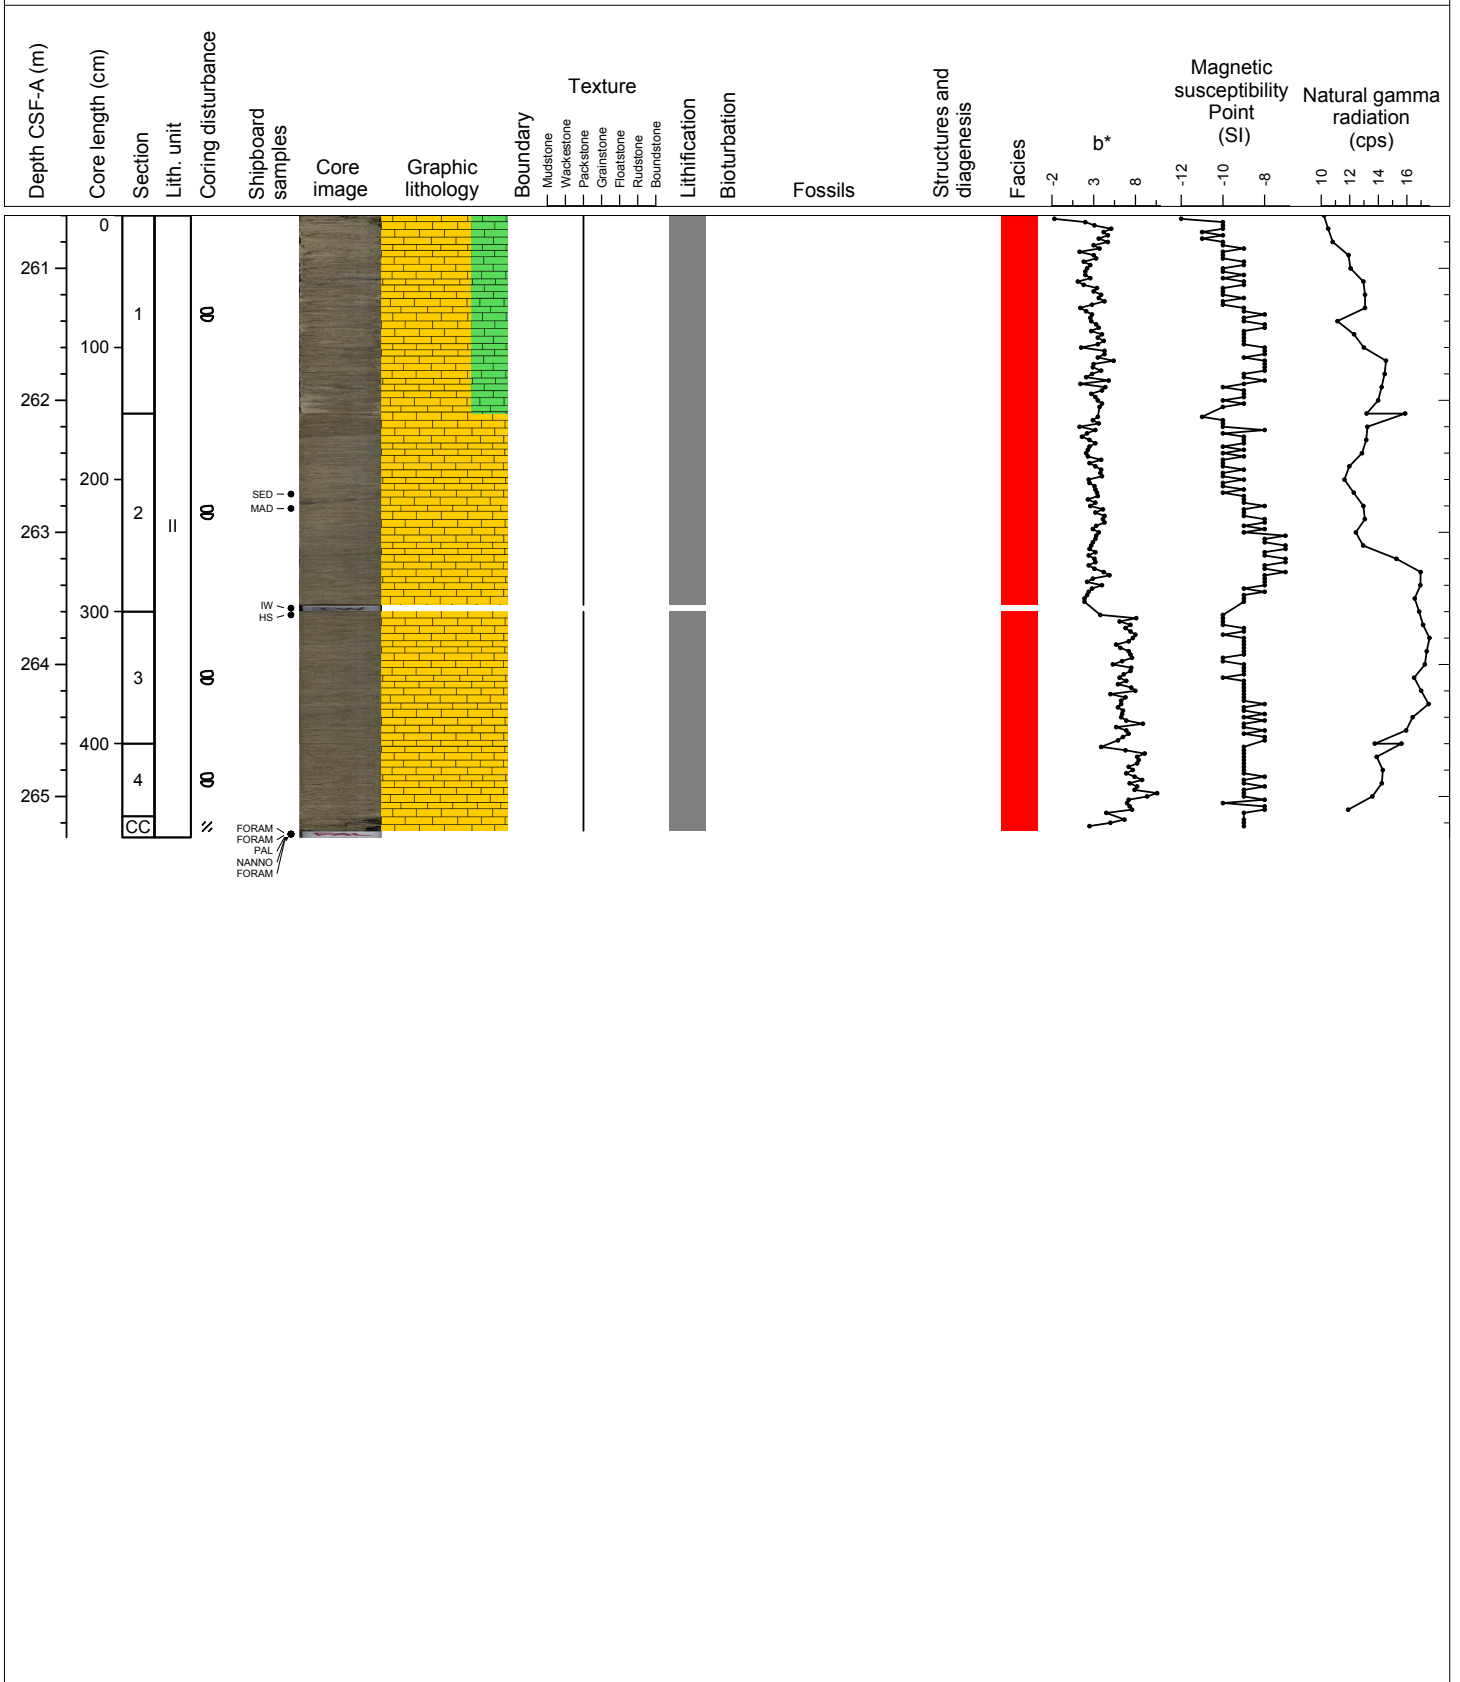 Depth CSF-A (m)
Core length (cm)
Section
Lith. unit
Coring disturbance
Shipboard
samples
Core
image
Graphic
lithology
Boundary
Texture
Mudstone
Wackestone
Packstone
Grainstone
Floatstone
Rudstone
Boundstone
Lithification
Bioturbation
Fossils
Structures and
diagenesis
Facies
b*
-2
3
8
Magnetic
susceptibility
Point
(SI)
-12
-10
-8
Natural gamma
radiation
(cps)
10
12
14
16
0
261
1
100
262
200
SED
2
MAD
II
263
IW
300
HS
264
3
400
4
265
CC
FORAM
FORAM
PAL
NANNO
FORAM